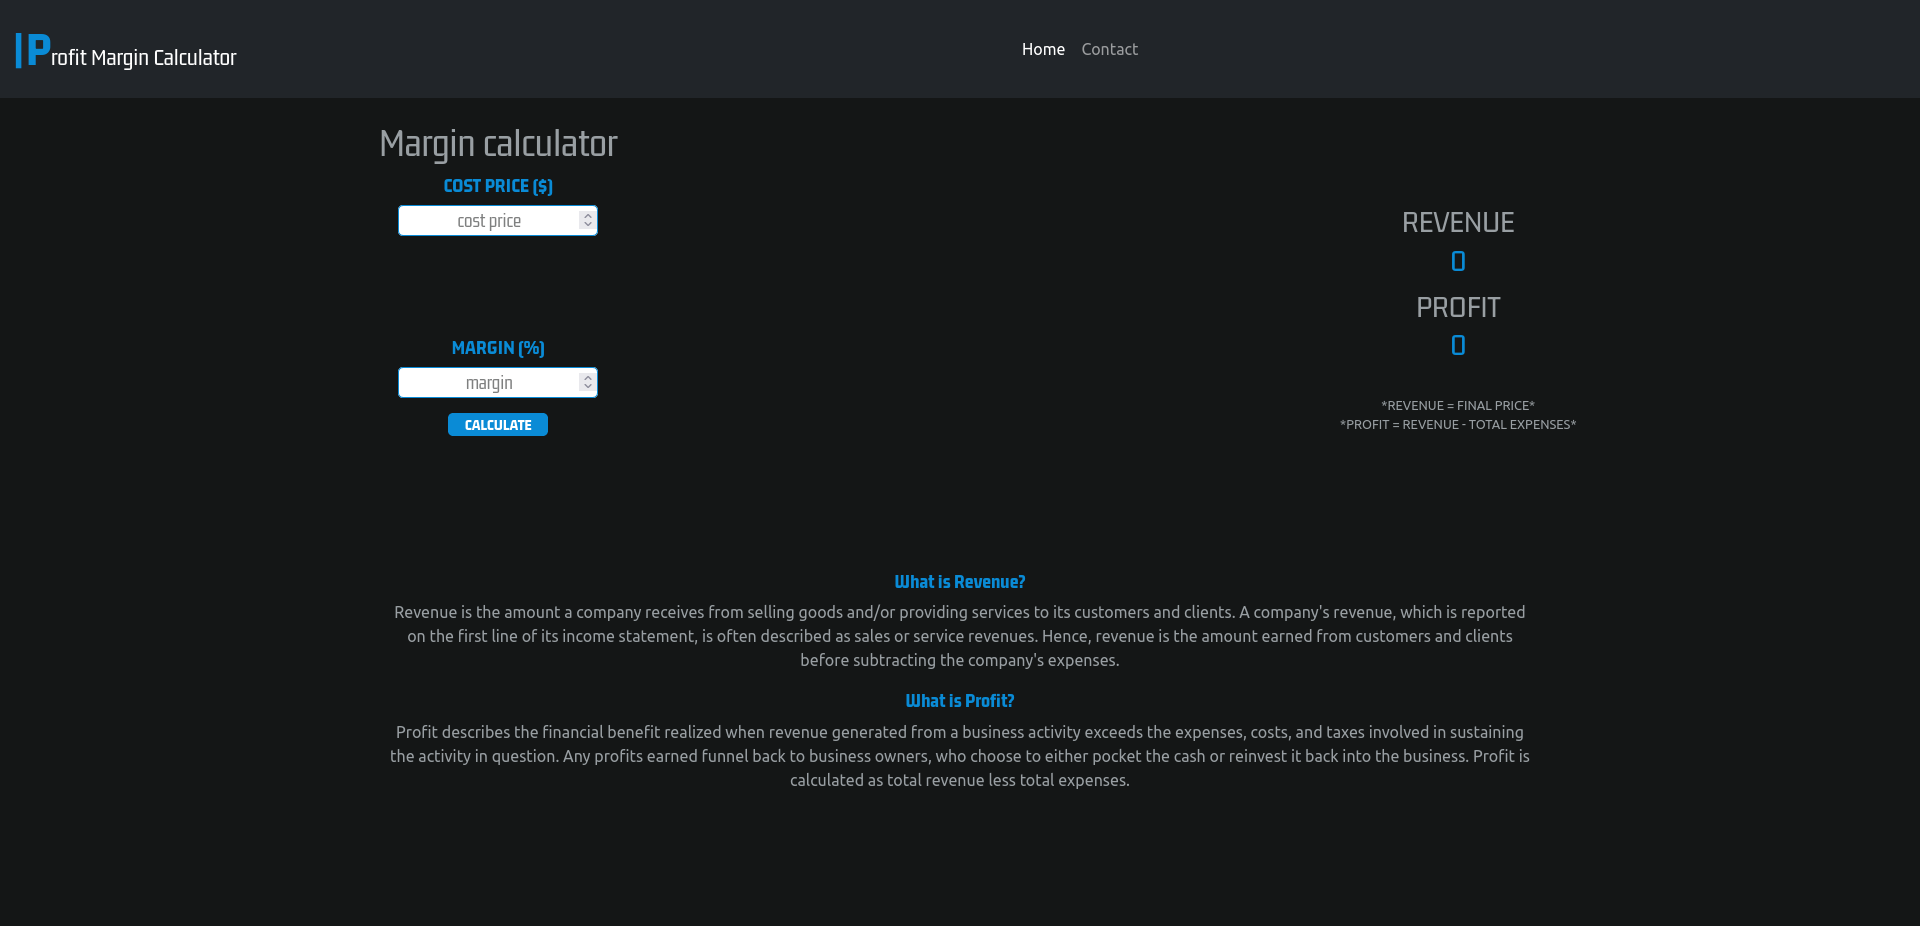 | Profit Margin Calculator
Home Contact
Margin calculator
COST PRICE ($)
cost price
MARGIN (%)
margin
CALCULATE
REVENUE
0
PROFIT
0
*REVENUE = FINAL PRICE*
*PROFIT = REVENUE - TOTAL EXPENSES*
What is Revenue?
Revenue is the amount a company receives from selling goods and/or providing services to its customers and clients. A company's revenue, which is reported
on the first line of its income statement, is often described as sales or service revenues. Hence, revenue is the amount earned from customers and clients
before subtracting the company's expenses.
What is Profit?
Profit describes the financial benefit realized when revenue generated from a business activity exceeds the expenses, costs, and taxes involved in sustaining
the activity in question. Any profits earned funnel back to business owners, who choose to either pocket the cash or reinvest it back into the business. Profit is
calculated as total revenue less total expenses.